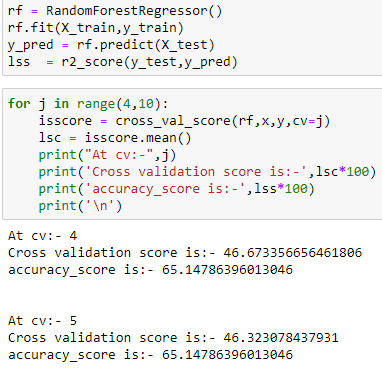 rf = RandomForestRegressor()
rf.fit(X_train,y_train)
y_pred = rf.predict(X_test)
lss  = r2_score(y_test,y_pred)
for j in range(4,10):
    isscore = cross_val_score(rf,x,y,cv=j)
    lsc = isscore.mean()
    print("At cv:-",j)
    print('Cross validation score is:-',lsc*100)
    print('accuracy_score is:-',lss*100)
    print('\n')
At cv:- 4
Cross validation score is:- 46.673356656461806
accuracy_score is:- 65.14786396013046
At cv:- 5
Cross validation score is:- 46.323078437931
accuracy_score is:- 65.14786396013046